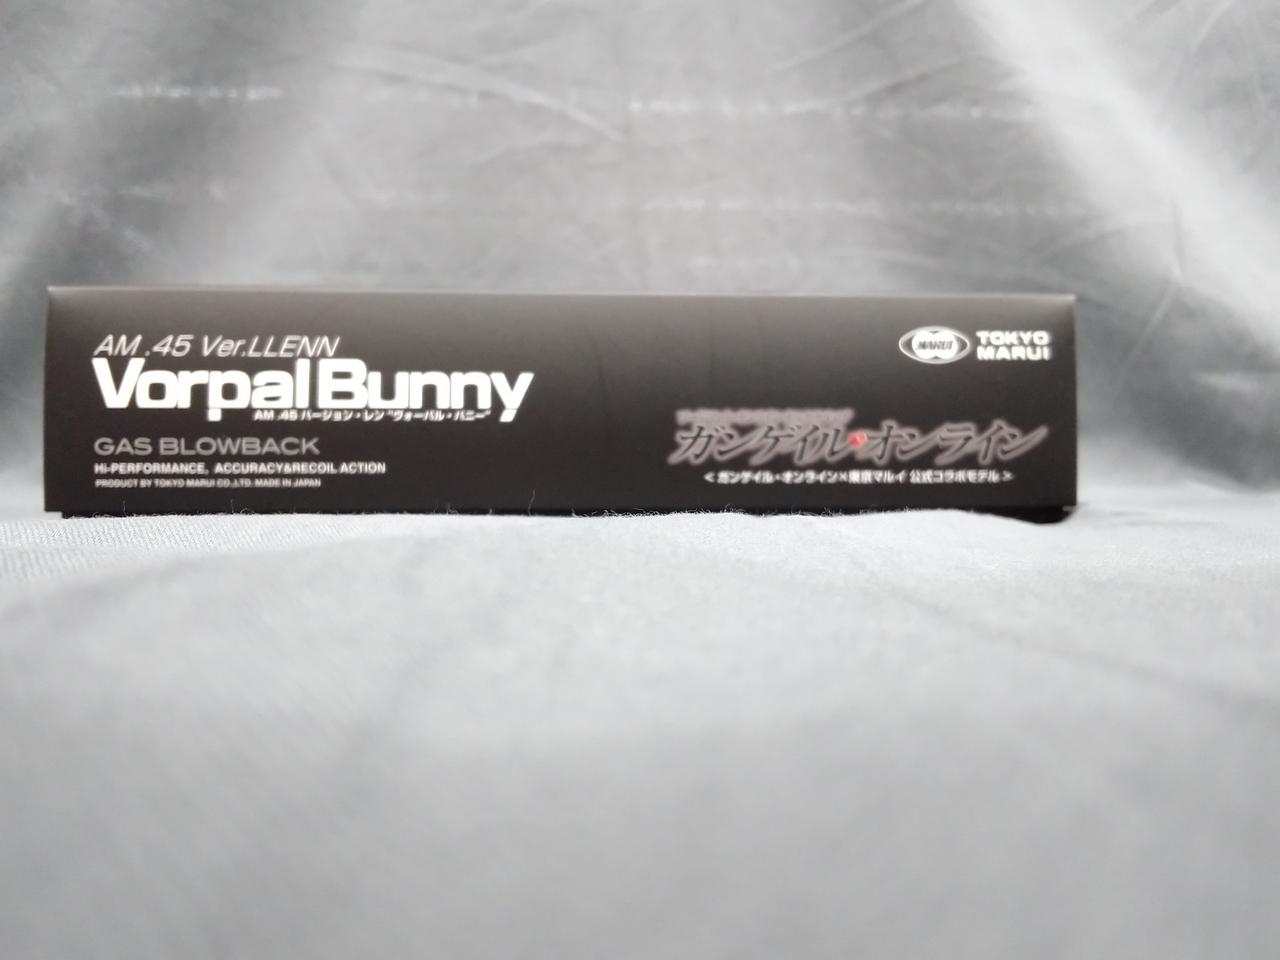 AM .45 Ver.LLENN
Vorpal Bunny
AM .45 バージョン・レン "ヴォーパル・バニー"
GAS BLOWBACK
Hi-PERFORMANCE, ACCURACY&RECOIL ACTION
PRODUCT BY TOKYO MARUI CO.,LTD. MADE IN JAPAN
MARUI
TOKYO
MARUI
ガンゲイル・オンライン
< ガンゲイル・オンライン×東京マルイ 公式コラボモデル >